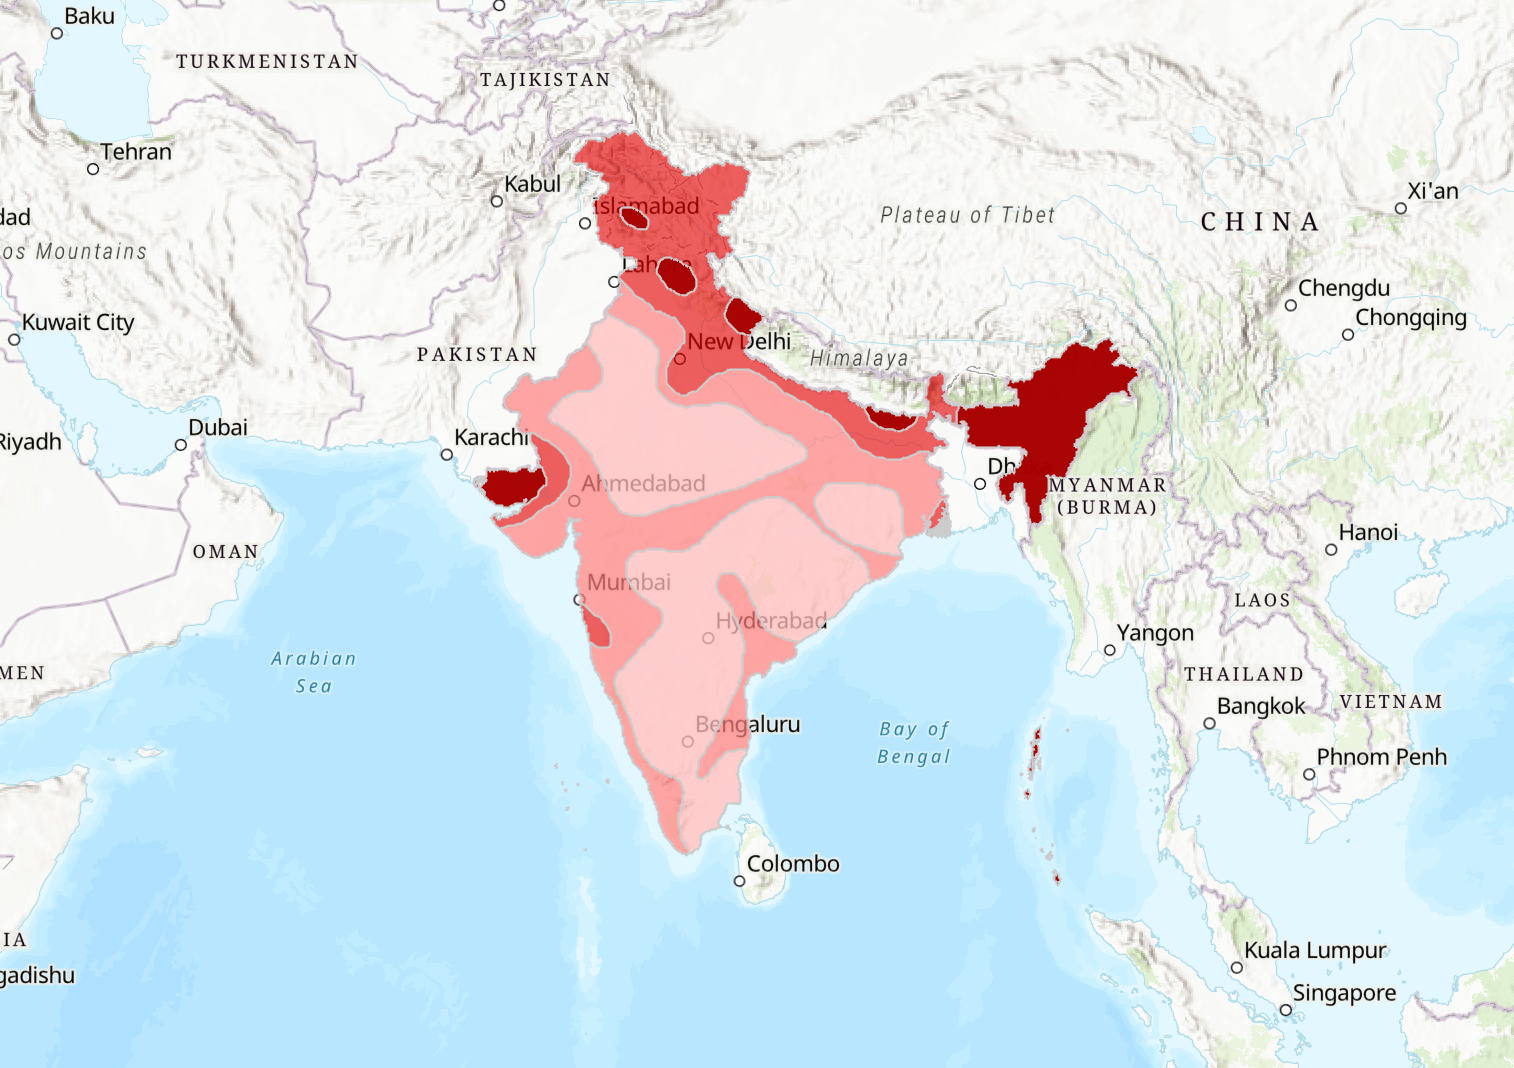 Baku
TURKMENISTAN
TAJIKISTAN
Tehran
Kabul
Islamabad
Xi'an
Plateau of Tibet
CHINA
dad
os Mountains
Lahore
Chengdu
Kuwait City
Chongqing
New Delhi
PAKISTAN
Himalaya
Dubai
Riyadh
Karachi
Dh
Ahmedabad
MYANMAR
(BURMA)
OMAN
Hanoi
Mumbai
LAOS
Hyderabad
Yangon
Arabian
Sea
MEN
THAILAND
VIETNAM
Bangkok
Bengaluru
Bay of
Bengal
Phnom Penh
Colombo
IA
Kuala Lumpur
gadishu
Singapore